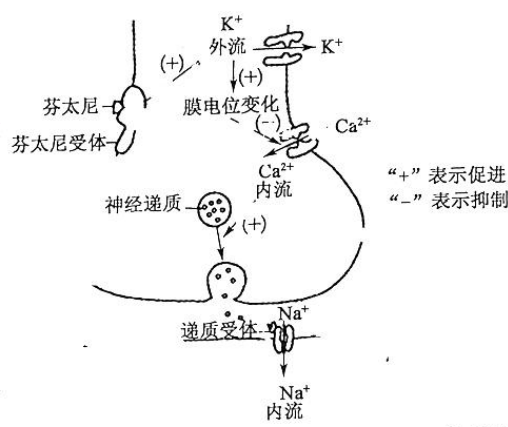 K⁺
外流
K⁺
(+)
(+)
芬太尼
膜电位变化
(−)
Ca²⁺
芬太尼受体
Ca²⁺
内流
“+”表示促进
“−”表示抑制
神经递质
(+)
Na⁺
递质受体
Na⁺
内流